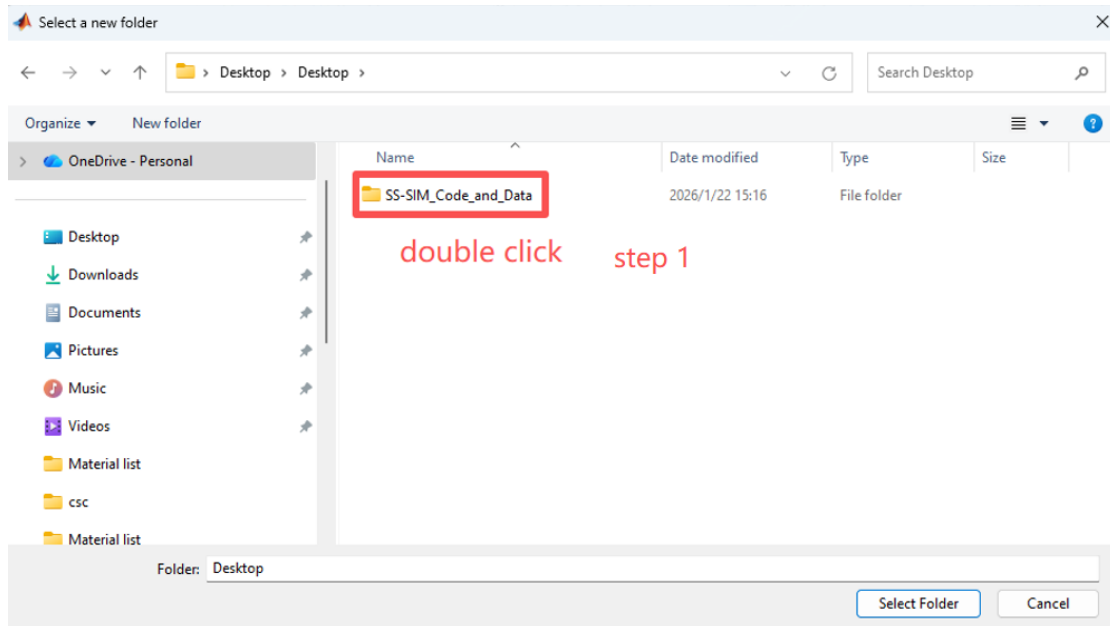 Select a new folder
Desktop > Desktop >
Search Desktop
Organize
New folder
OneDrive - Personal
Name
Date modified
Type
Size
SS-SIM_Code_and_Data
2026/1/22 15:16
File folder
double click
step 1
Desktop
Downloads
Documents
Pictures
Music
Videos
Material list
csc
Material list
Folder: Desktop
Select Folder
Cancel